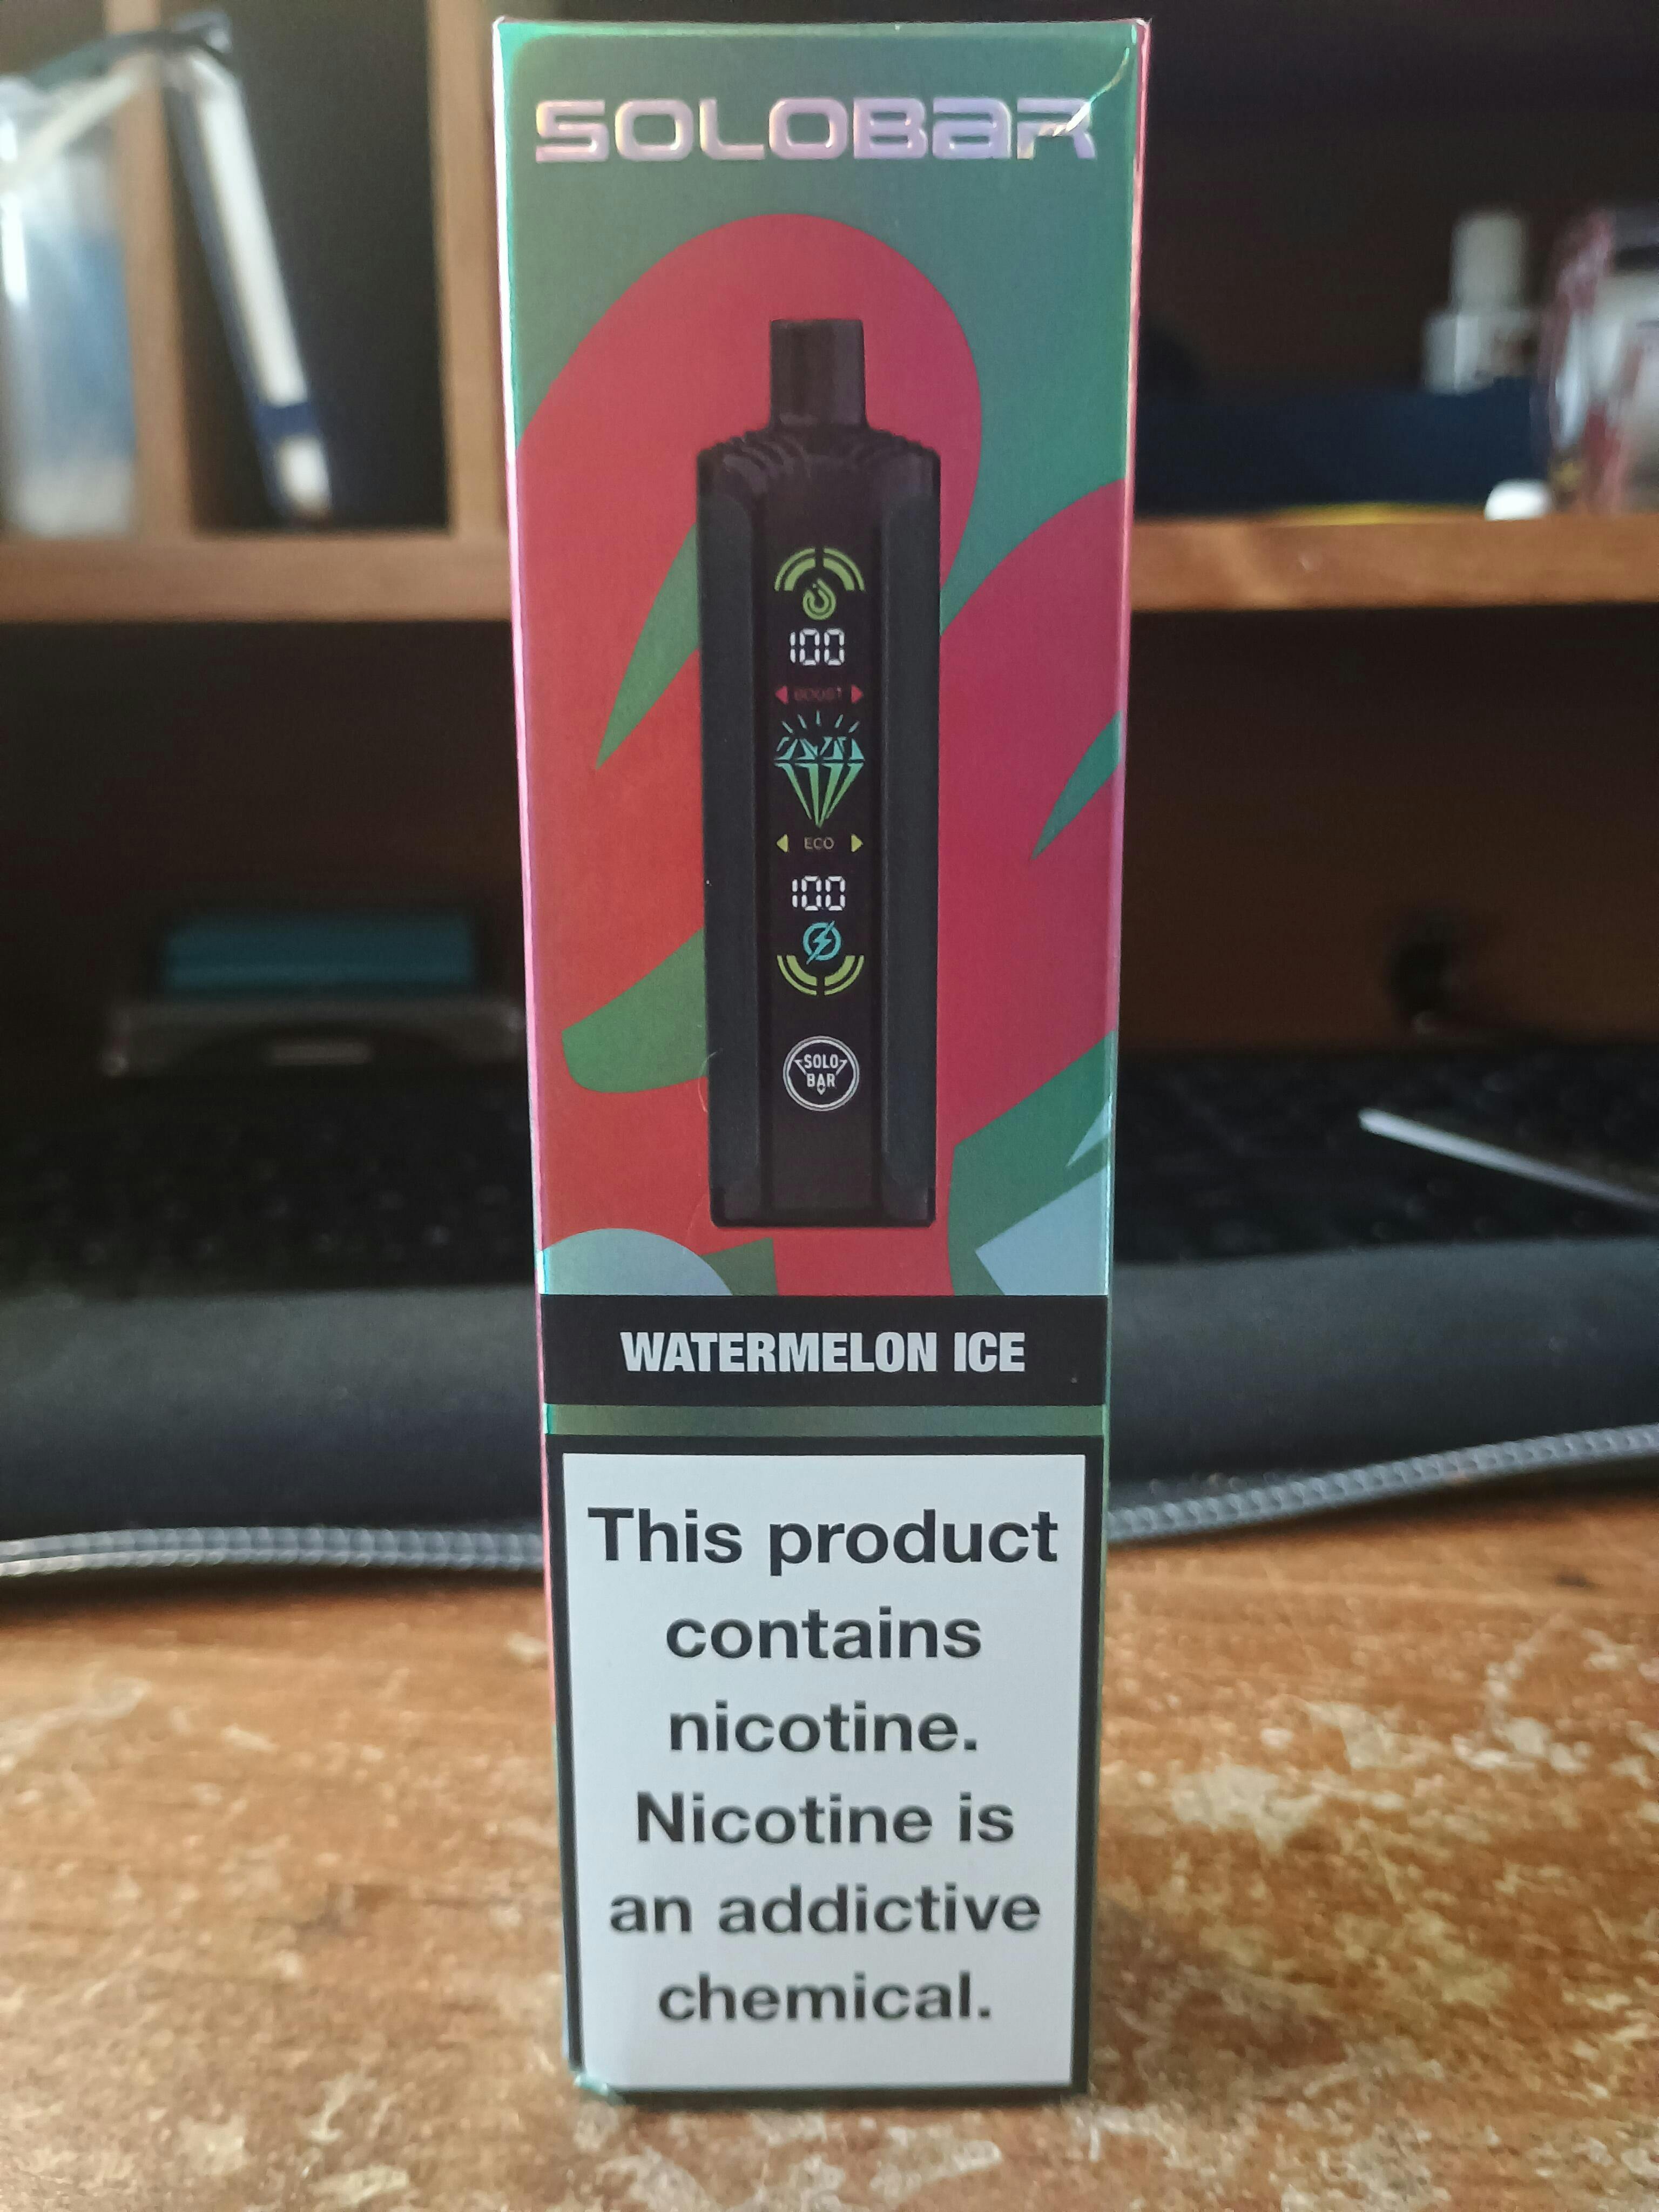 SOLOBaR
100
BOOST
ECO
100
SOLO
BAR
WATERMELON ICE
This product
contains
nicotine.
Nicotine is
an addictive
chemical.